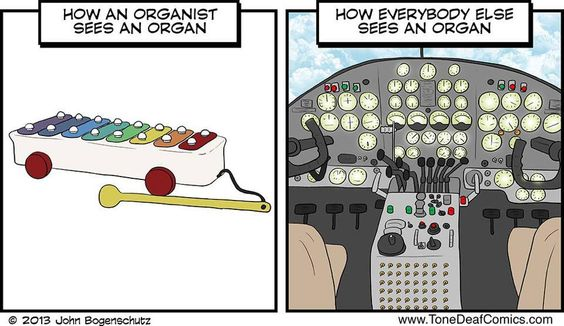 HOW AN ORGANIST
SEES AN ORGAN
HOW EVERYBODY ELSE
SEES AN ORGAN
© 2013 John Bogenschutz
www.ToneDeafComics.com